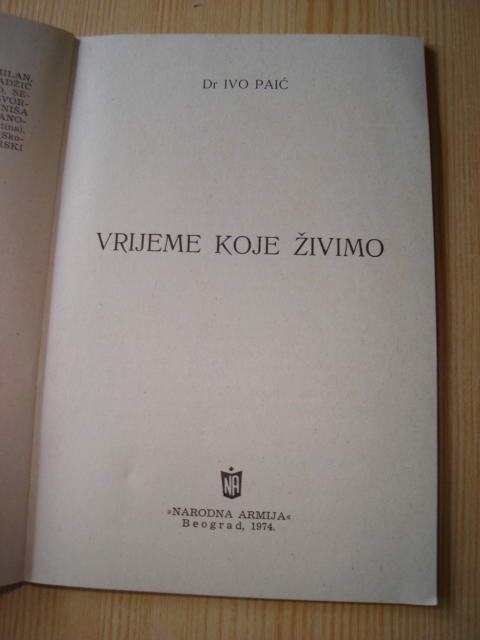 Dr IVO PAIĆ
VRIJEME KOJE ŽIVIMO
NA
»NARODNA ARMIJA«
Beograd, 1974.